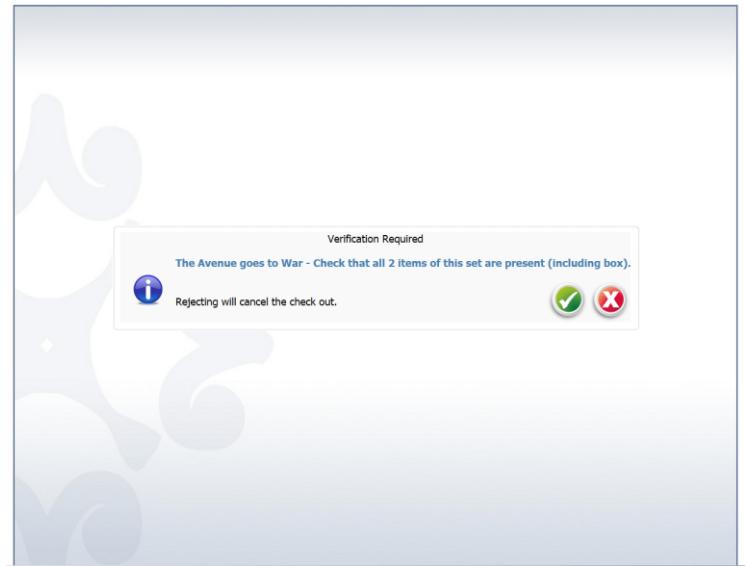 Verification Required
The Avenue goes to War - Check that all 2 items of this set are present (including box).
Rejecting will cancel the check out.